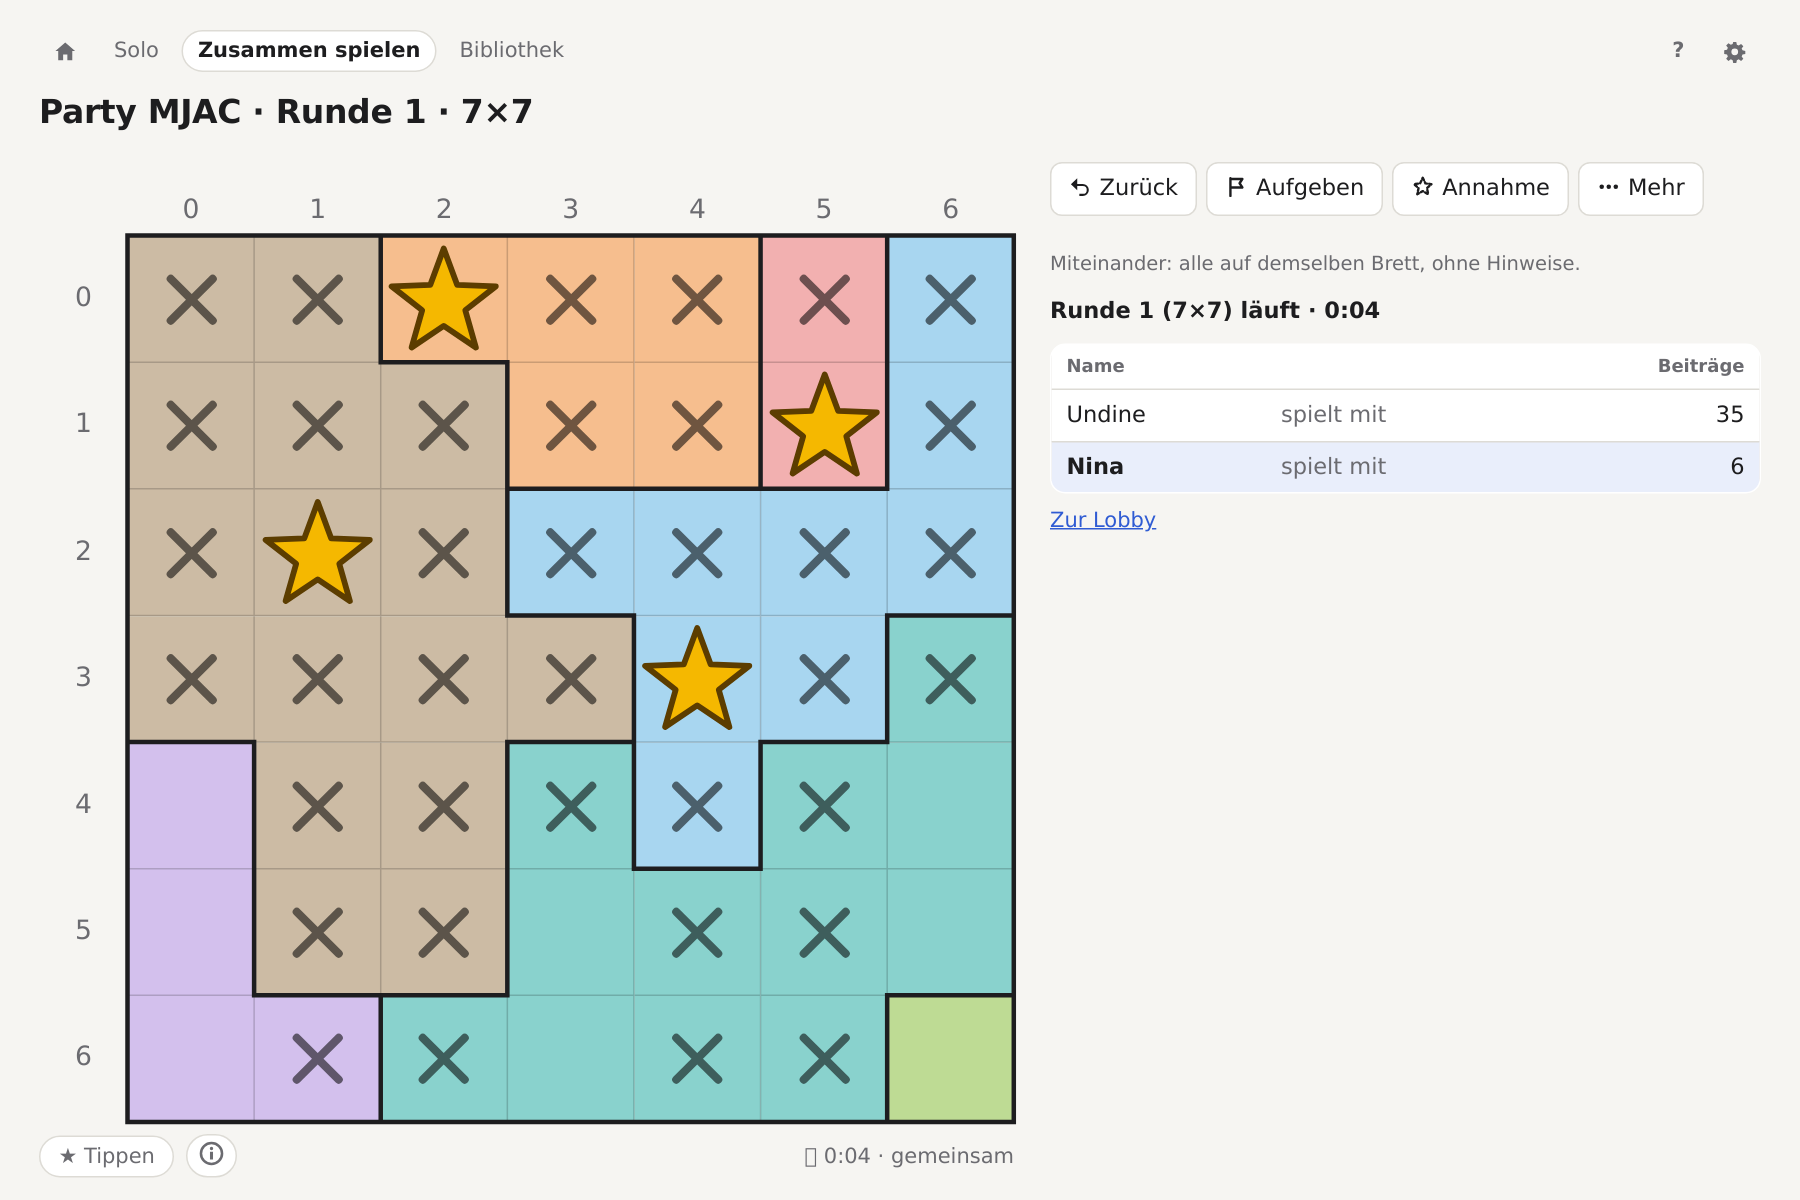 Solo Zusammen spielen Bibliothek ?
Party MJAC · Runde 1 · 7×7
Zurück Aufgeben Annahme Mehr
0 1 2 3 4 5 6
Miteinander: alle auf demselben Brett, ohne Hinweise.
0
Runde 1 (7×7) läuft · 0:04
Name Beiträge
Undine spielt mit 35
1
Nina spielt mit 6
Zur Lobby
2
3
4
5
6
★ Tippen 0:04 · gemeinsam